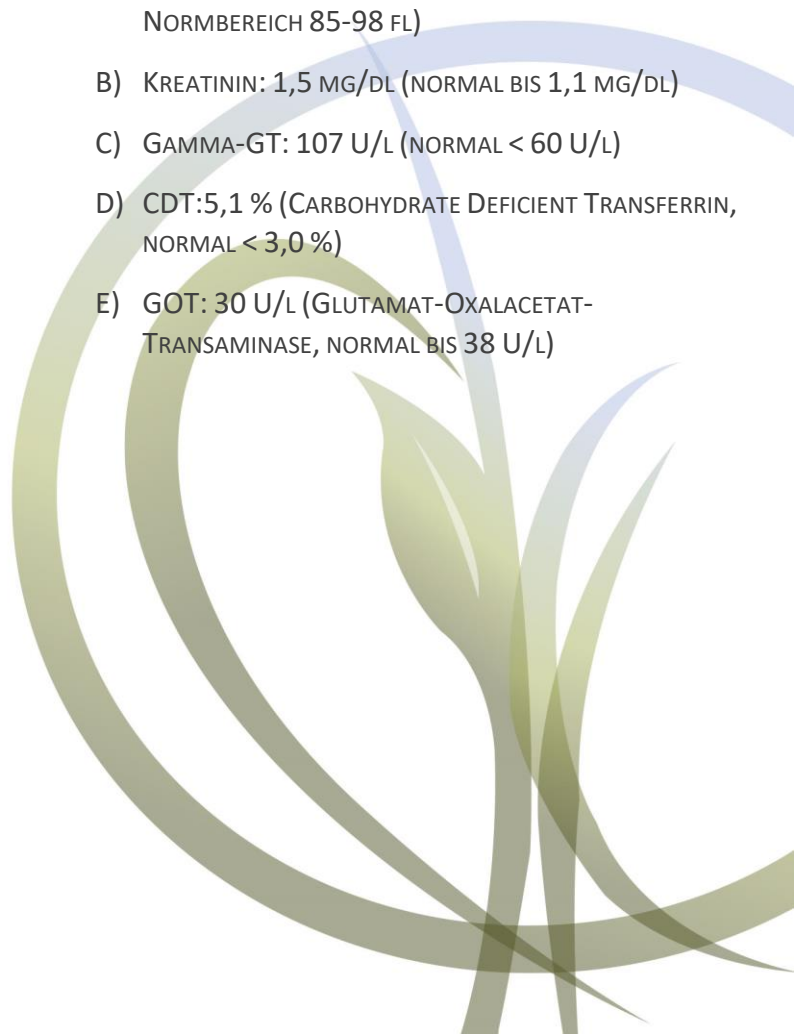 NORMBEREICH 85-98 FL)
B) KREATININ: 1,5 MG/DL (NORMAL BIS 1,1 MG/DL)
C) GAMMA-GT: 107 U/L (NORMAL < 60 U/L)
D) CDT:5,1 % (CARBOHYDRATE DEFICIENT TRANSFERRIN,
NORMAL < 3,0 %)
E) GOT: 30 U/L (GLUTAMAT-OXALACETAT-
TRANSAMINASE, NORMAL BIS 38 U/L)